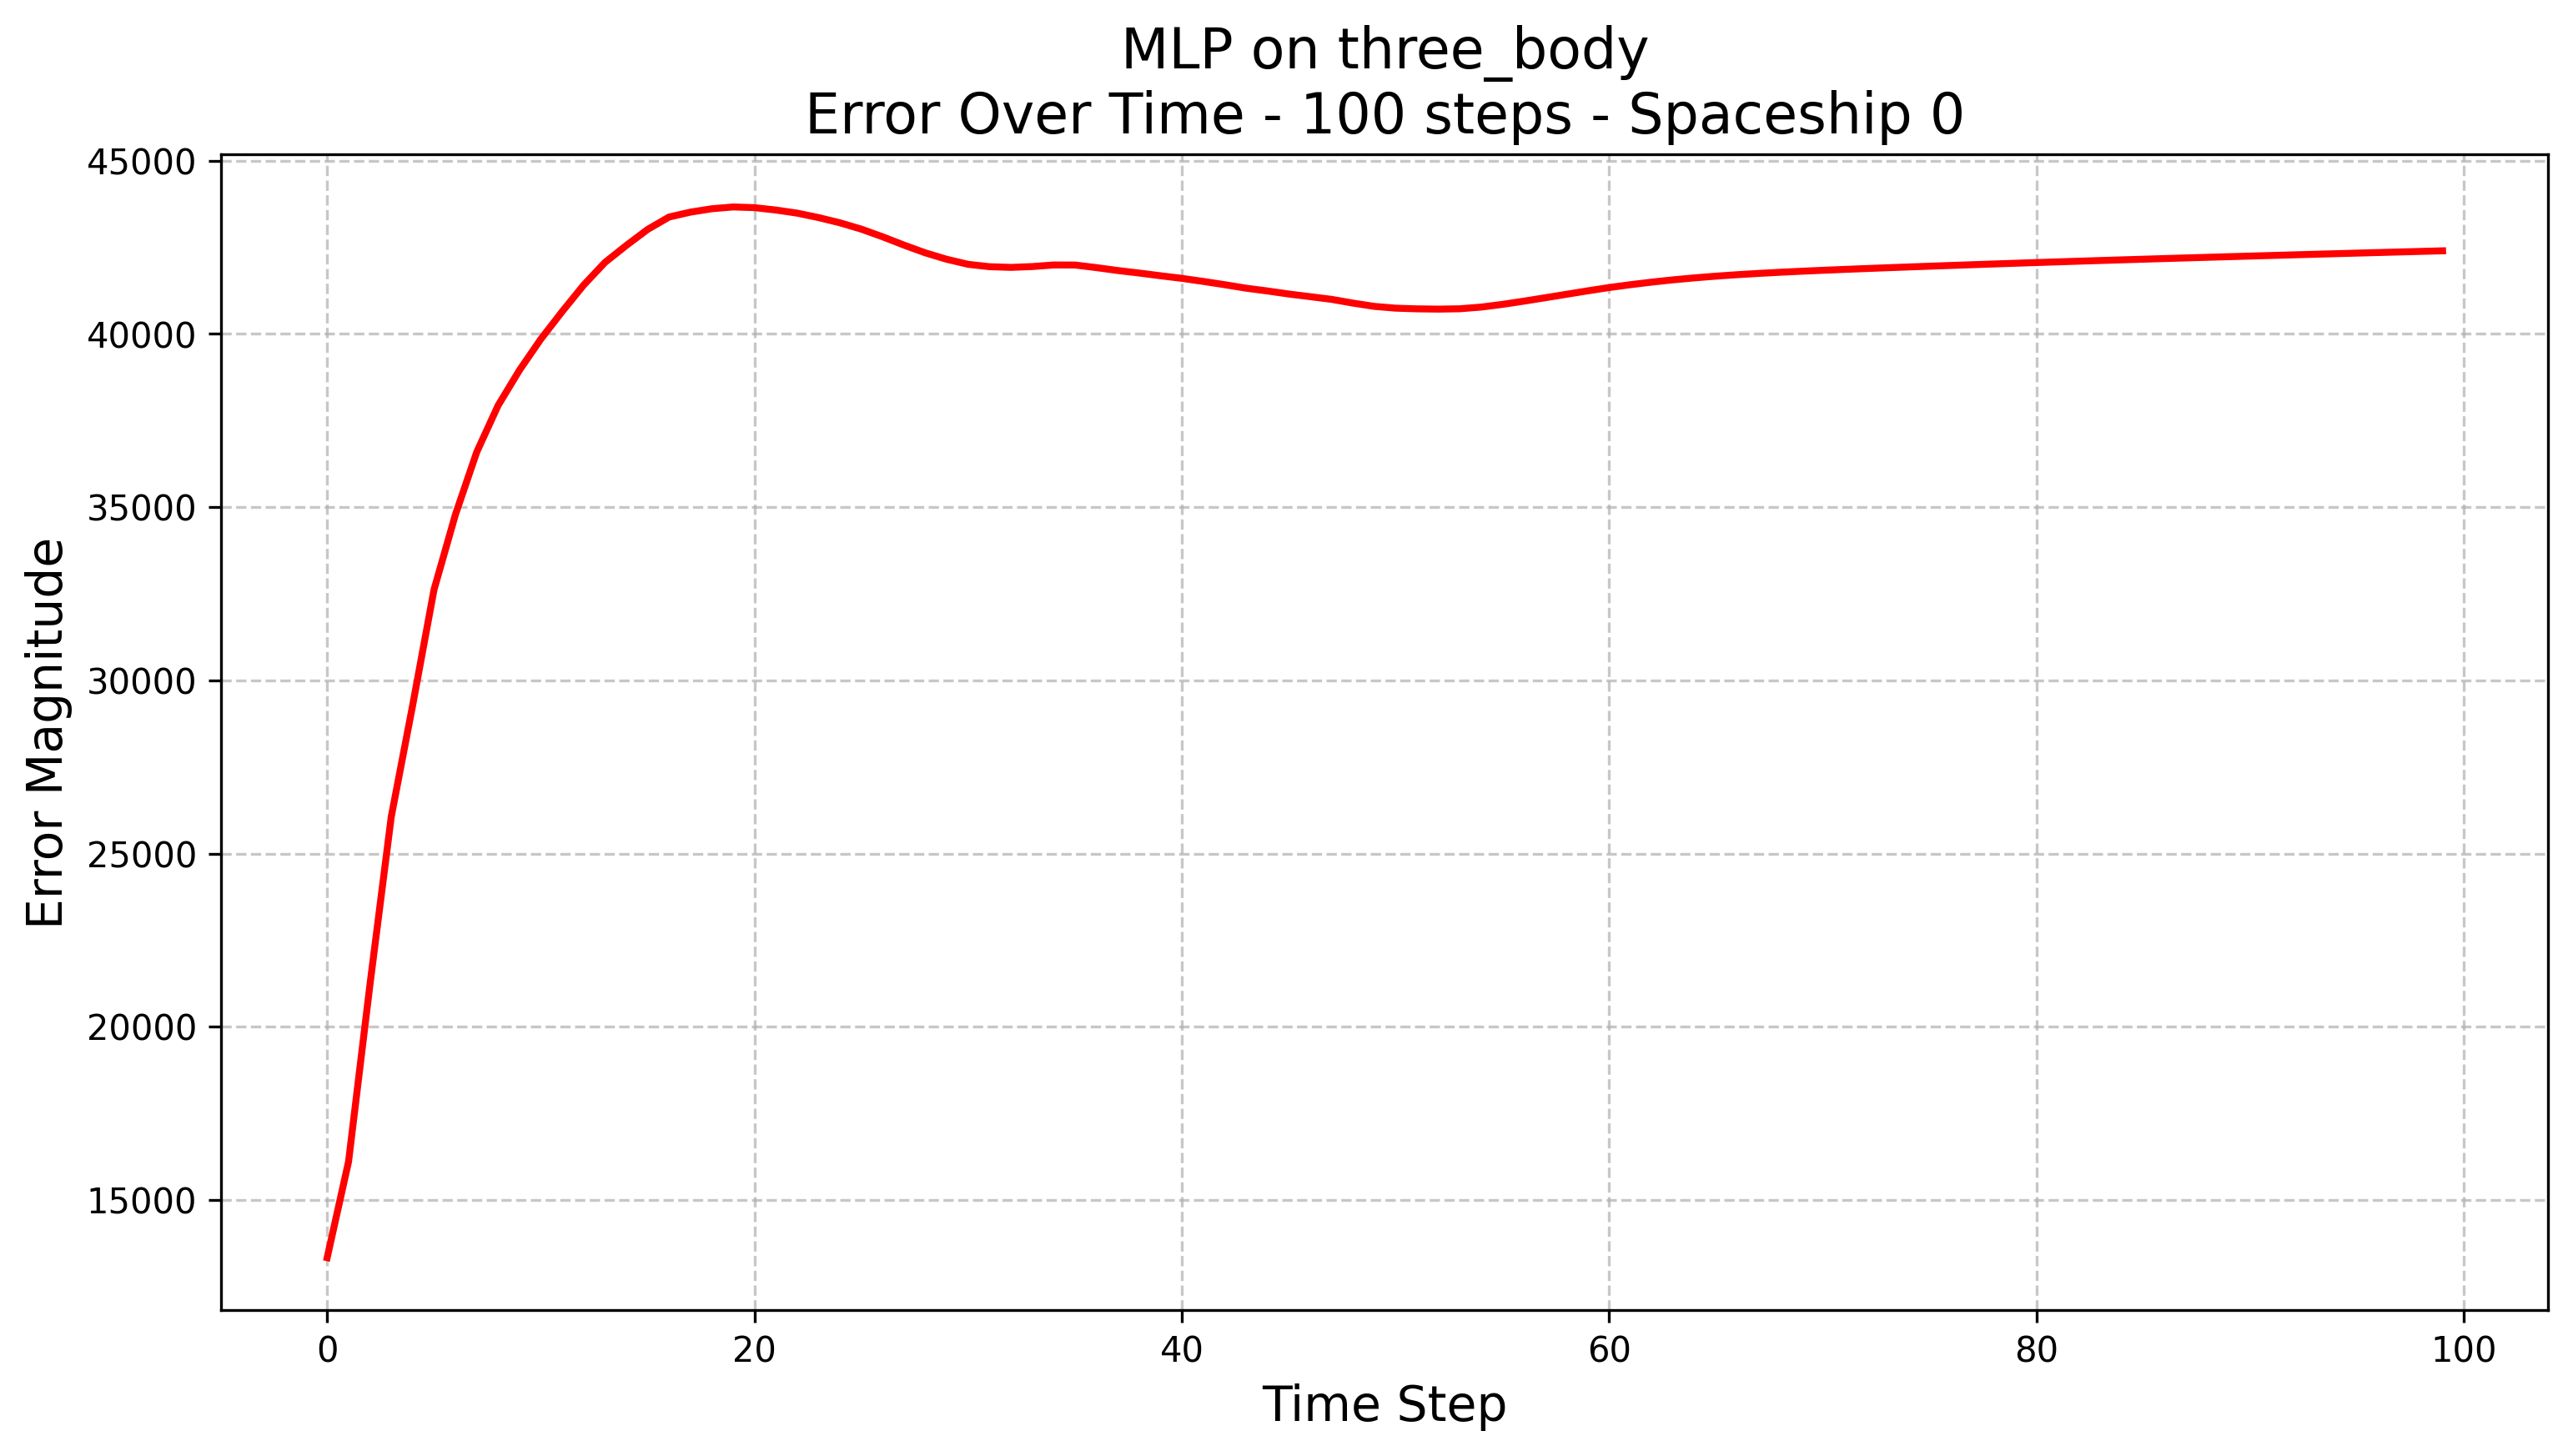 MLP on three_body
Error Over Time - 100 steps - Spaceship 0
45000
40000
35000
30000
25000
20000
15000
Error Magnitude
0 20 40 60 80 100
Time Step